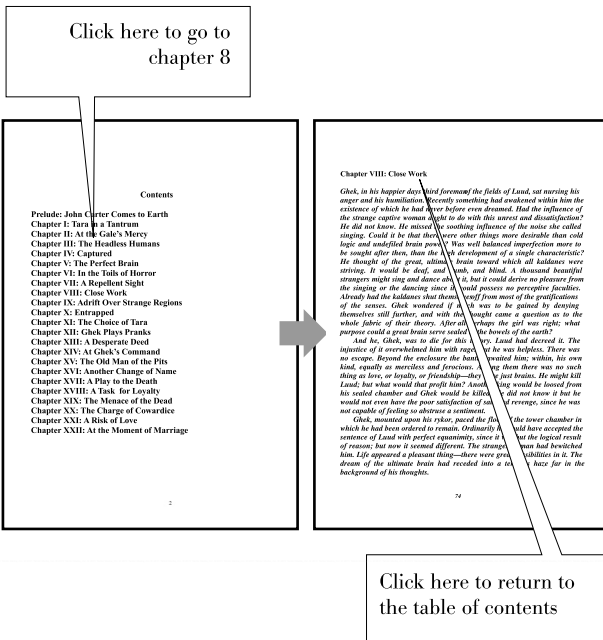 Click here to go to
chapter 8
Contents
Prelude: John Carter Comes to Earth
Chapter I: Tara in a Tantrum
Chapter II: At the Gale's Mercy
Chapter III: The Headless Humans
Chapter IV: Captured
Chapter V: The Perfect Brain
Chapter VI: In the Toils of Horror
Chapter VII: A Repellent Sight
Chapter VIII: Close Work
Chapter IX: Adrift Over Strange Regions
Chapter X: Entrapped
Chapter XI: The Choice of Tara
Chapter XII: Ghek Plays Pranks
Chapter XIII: A Desperate Deed
Chapter XIV: At Ghek's Command
Chapter XV: The Old Man of the Pits
Chapter XVI: Another Change of Name
Chapter XVII: A Play to the Death
Chapter XVIII: A Task for Loyalty
Chapter XIX: The Menace of the Dead
Chapter XX: The Charge of Cowardice
Chapter XXI: A Risk of Love
Chapter XXII: At the Moment of Marriage
2
Chapter VIII: Close Work
Ghek, in his happier days third foreman of the fields of Luud, sat nursing his
anger and his humiliation. Recently something had awakened within him the
existence of which he had never before even dreamed. Had the influence of
the strange captive woman aught to do with this unrest and dissatisfaction?
He did not know. He missed the soothing influence of the noise she called
singing. Could it be that there were other things more desirable than cold
logic and undefiled brain power? Was well balanced imperfection more to
be sought after then, than the high development of a single characteristic?
He thought of the great, ultimate brain toward which all kaldanes were
striving. It would be deaf, and dumb, and blind. A thousand beautiful
strangers might sing and dance about it, but it could derive no pleasure from
the singing or the dancing since it would possess no perceptive faculties.
Already had the kaldanes shut themselves off from most of the gratifications
of the senses. Ghek wondered if much was to be gained by denying
themselves still further, and with the thought came a question as to the
whole fabric of their theory. After all perhaps the girl was right; what
purpose could a great brain serve sealed in the bowels of the earth?
And he, Ghek, was to die for this theory. Luud had decreed it. The
injustice of it overwhelmed him with rage. But he was helpless. There was
no escape. Beyond the enclosure the banths awaited him; within, his own
kind, equally as merciless and ferocious. Among them there was no such
thing as love, or loyalty, or friendship—they were just brains. He might kill
Luud; but what would that profit him? Another king would be loosed from
his sealed chamber and Ghek would be killed. He did not know it but he
would not even have the poor satisfaction of satisfied revenge, since he was
not capable of feeling so abstruse a sentiment.
Ghek, mounted upon his rykor, paced the floor of the tower chamber in
which he had been ordered to remain. Ordinarily he would have accepted the
sentence of Luud with perfect equanimity, since it was but the logical result
of reason; but now it seemed different. The strange woman had bewitched
him. Life appeared a pleasant thing—there were great possibilities in it. The
dream of the ultimate brain had receded into a tenuous haze far in the
background of his thoughts.
74
Click here to return to
the table of contents